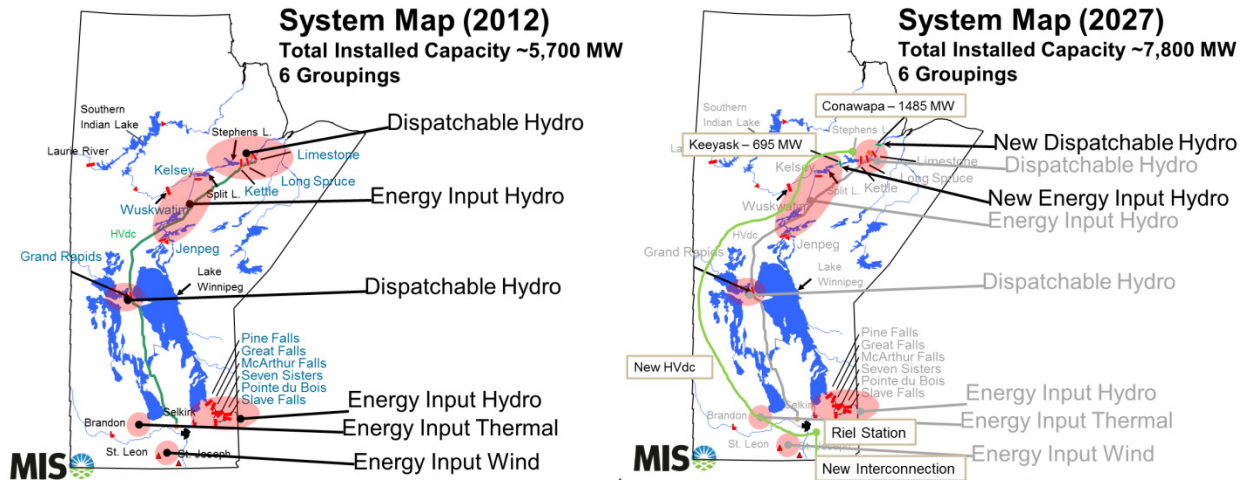 System Map (2012)
Total Installed Capacity ~5,700 MW
6 Groupings
Southern
Indian Lake
Stephens L.
Dispatchable Hydro
Laurie River
Limestone
Kelsey
Long Spruce
Kettle
Split L.
Energy Input Hydro
Wuskwatim
HVdc
Jenpeg
Grand Rapids
Lake
Winnipeg
Dispatchable Hydro
Pine Falls
Great Falls
McArthur Falls
Seven Sisters
Pointe du Bois
Slave Falls
Selkirk
Energy Input Hydro
Brandon
Energy Input Thermal
St. Leon
St. Joseph
Energy Input Wind
MIS
System Map (2027)
Total Installed Capacity ~7,800 MW
6 Groupings
Conawapa – 1485 MW
Southern
Indian Lake
Stephens L.
Keeyask – 695 MW
New Dispatchable Hydro
Laurie River
Limestone
Dispatchable Hydro
Kelsey
Kettle
Long Spruce
Split L.
New Energy Input Hydro
Wuskwatim
Energy Input Hydro
HVdc
Jenpeg
Grand Rapids
Lake
Winnipeg
Dispatchable Hydro
Pine Falls
Great Falls
McArthur Falls
Seven Sisters
Pointe du Bois
Slave Falls
New HVdc
Selkirk
Energy Input Hydro
Brandon
Energy Input Thermal
Riel Station
St. Leon
St. Joseph
Energy Input Wind
New Interconnection
MIS